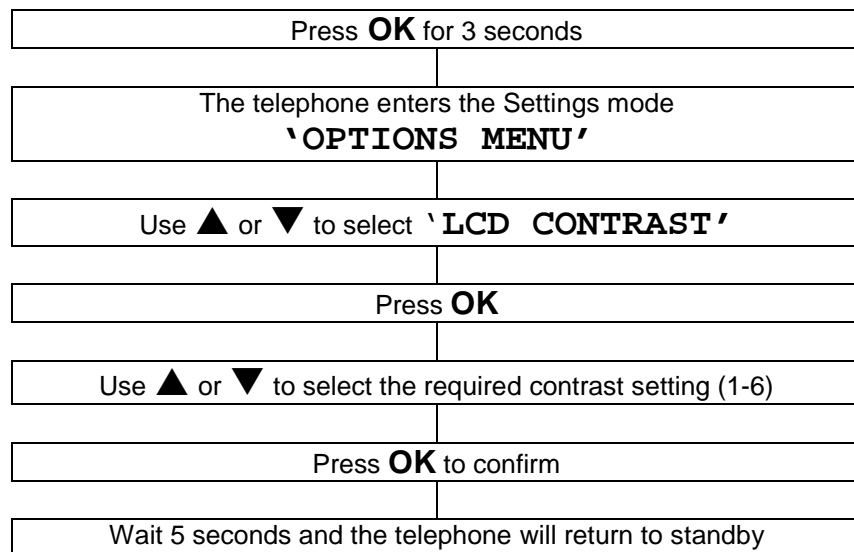 Press OK for 3 seconds
The telephone enters the Settings mode
‘OPTIONS MENU’
Use ▲ or ▼ to select ‘LCD CONTRAST’
Press OK
Use ▲ or ▼ to select the required contrast setting (1-6)
Press OK to confirm
Wait 5 seconds and the telephone will return to standby